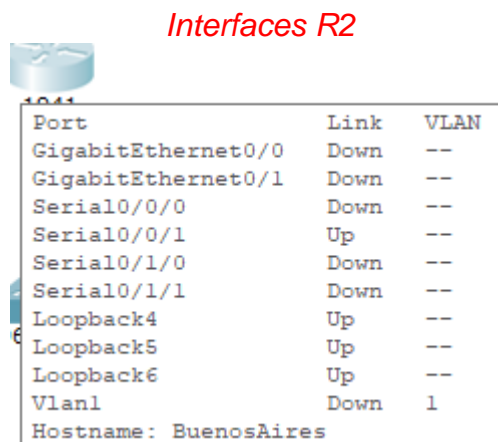 Interfaces R2
1941
Port Link VLAN
GigabitEthernet0/0 Down --
GigabitEthernet0/1 Down --
Serial0/0/0 Down --
Serial0/0/1 Up --
Serial0/1/0 Down --
Serial0/1/1 Down --
Loopback4 Up --
Loopback5 Up --
Loopback6 Up --
Vlan1 Down 1
Hostname: BuenosAires